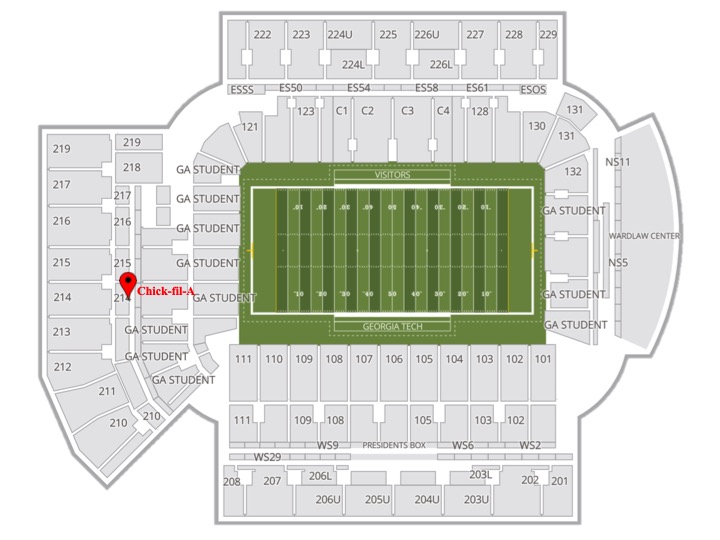 222 223 224U 225 226U 227 228 229
224L 226L
ESSS ES50 ES54 ES58 ES61 ESOS
121 123 C1 C2 C3 C4 128 130 131
131
219 219
218
217 217
216 216
215 215
214 214
213
212
211
210 210
Chick-fil-A
GA STUDENT
GA STUDENT
GA STUDENT
GA STUDENT
GA STUDENT
GA STUDENT
GA STUDENT
GA STUDENT
VISITORS
10 20 30 40 50 40 30 20 10
10 20 30 40 50 40 30 20 10
GEORGIA TECH
132
GA STUDENT
GA STUDENT
GA STUDENT
NS11
WARDLAW CENTER
NS5
111 110 109 108 107 106 105 104 103 102 101
111 109 108 105 103 102
WS29 WS9 PRESIDENTS BOX WS6 WS2
208 207 206L 203L 202 201
206U 205U 204U 203U